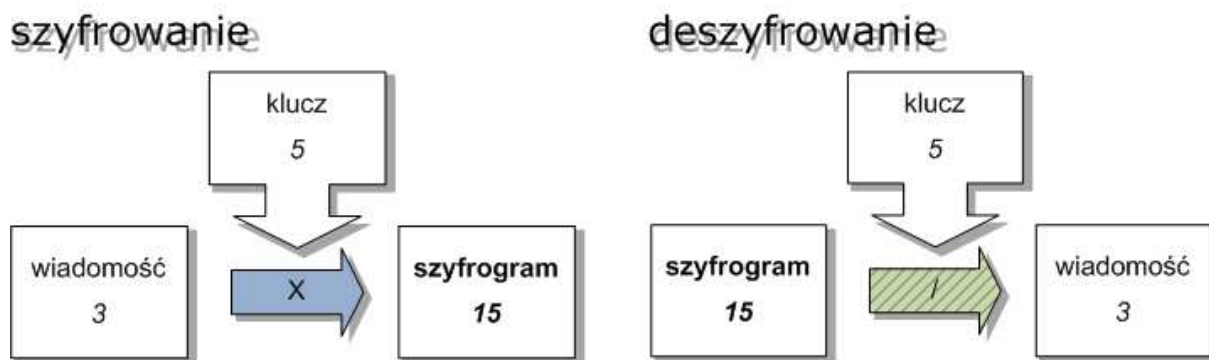 szyfrowanie
klucz
5
wiadomość
3
X
szyfrogram
15
deszyfrowanie
klucz
5
szyfrogram
15
/
wiadomość
3